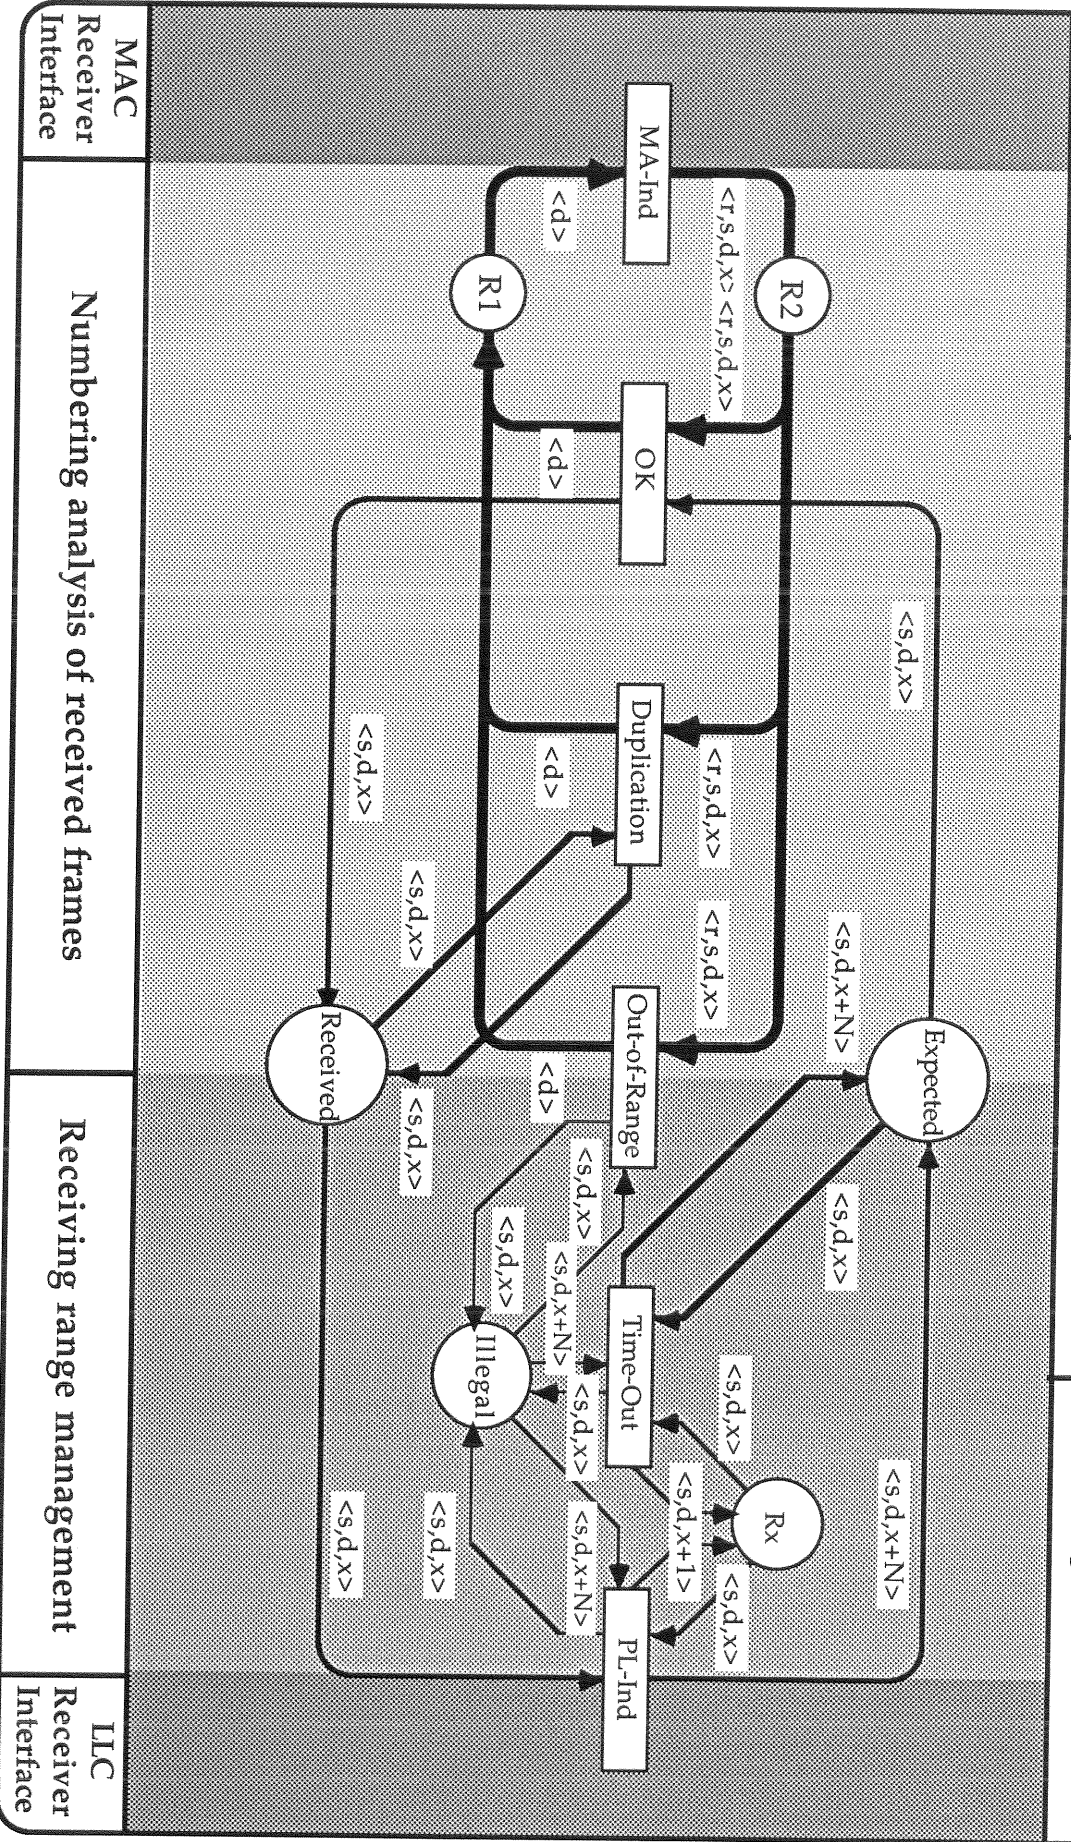 Expected
<s,d,x>
<s,d,x+N>
<s,d,x+N>
<s,d,x>
R2
Rx
<r,s,d,x> <r,s,d,x>
<r,s,d,x>
<r,s,d,x>
<s,d,x>
<s,d,x>
<s,d,x+1>
MA-Ind
OK
Duplication
Out-of-Range
Time-Out
PL-Ind
<d>
<d>
<d>
<d>
<s,d,x>
<s,d,x+N>
<s,d,x>
<s,d,x+N>
<s,d,x>
R1
Illegal
<s,d,x>
<s,d,x>
<s,d,x>
<s,d,x>
<s,d,x>
Received
MAC
Receiver
Interface
Numbering analysis of received frames
Receiving range management
LLC
Receiver
Interface